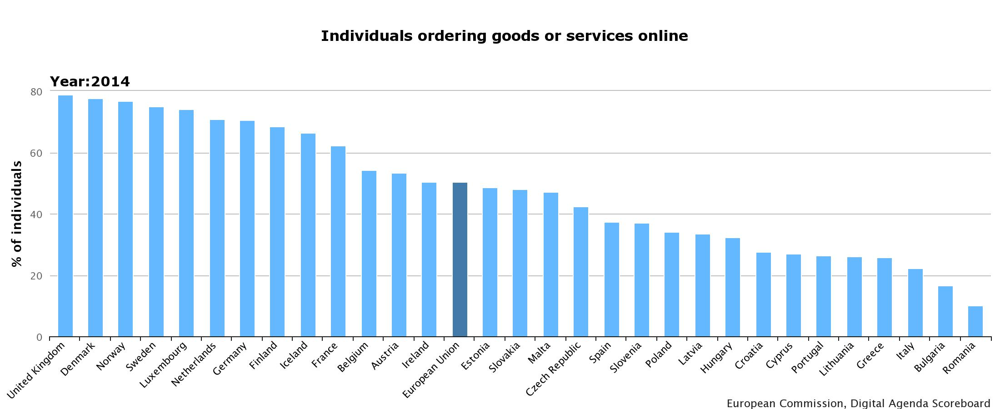 Individuals ordering goods or services online
Year:2014
% of individuals
80
60
40
20
0
United Kingdom
Denmark
Norway
Sweden
Luxembourg
Netherlands
Germany
Finland
Iceland
France
Belgium
Austria
Ireland
European Union
Estonia
Slovakia
Malta
Czech Republic
Spain
Slovenia
Poland
Latvia
Hungary
Croatia
Cyprus
Portugal
Lithuania
Greece
Italy
Bulgaria
Romania
European Commission, Digital Agenda Scoreboard